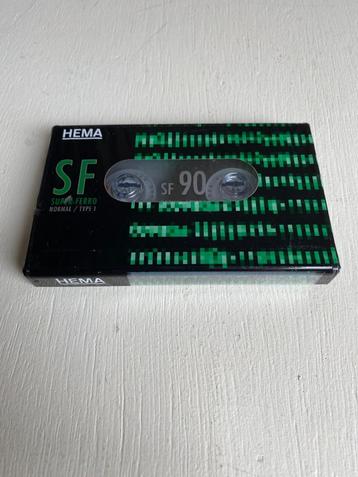 HEMA
SF
SUPER FERRO
NORMAL / TYPE I
SF 90
HEMA